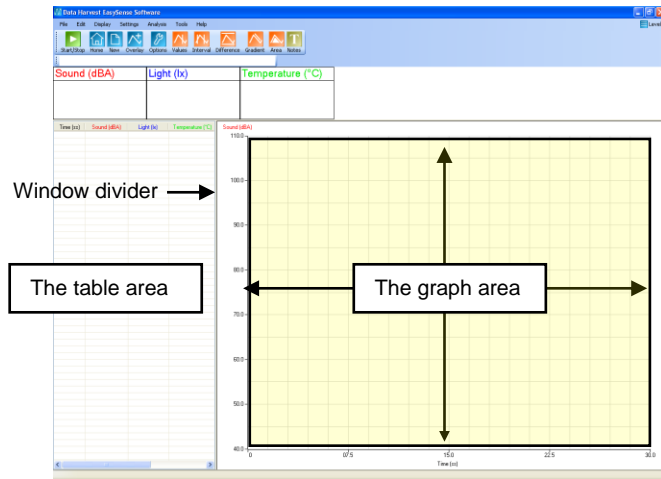 Data Harvest EasySense Software
File Edit Display Settings Analysis Tools Help
Level
Start/Stop Home New Overlay Options Values Interval Difference Gradient Area Notes
Sound (dBA) Light (lx) Temperature (°C)
Time (ss) Sound (dBA) Light (lx) Temperature (°C)
Sound (dBA)
110.0
100.0
Window divider
90.0
80.0
The table area
The graph area
70.0
60.0
50.0
40.0
0 07.5 15.0 22.5 30.0
Time (ss)